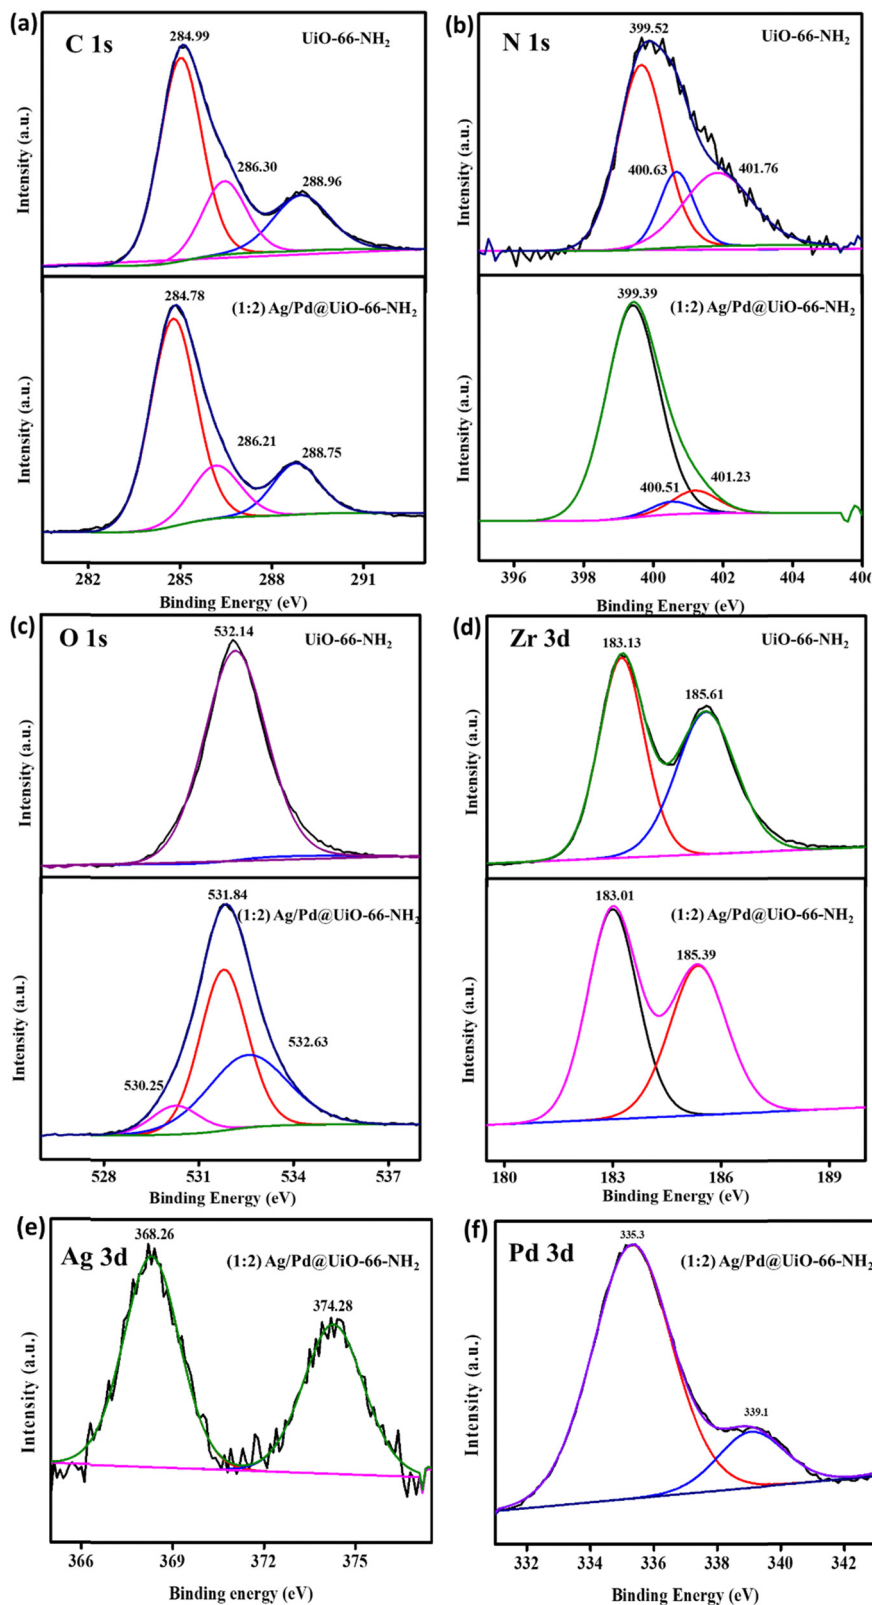 (a)
C 1s
284.99
UiO-66-NH₂
286.30
288.96
Intensity (a.u.)
284.78
(1:2) Ag/Pd@UiO-66-NH₂
286.21
288.75
Intensity (a.u.)
282 285 288 291
Binding Energy (eV)
(b)
N 1s
399.52
UiO-66-NH₂
400.63
401.76
Intensity (a.u.)
399.39
(1:2) Ag/Pd@UiO-66-NH₂
400.51
401.23
Intensity (a.u.)
396 398 400 402 404 406
Binding Energy (eV)
(c)
O 1s
532.14
UiO-66-NH₂
Intensity (a.u.)
531.84
(1:2) Ag/Pd@UiO-66-NH₂
530.25
532.63
Intensity (a.u.)
528 531 534 537
Binding Energy (eV)
(d)
Zr 3d
183.13
UiO-66-NH₂
185.61
Intensity (a.u.)
183.01
(1:2) Ag/Pd@UiO-66-NH₂
185.39
Intensity (a.u.)
180 183 186 189
Binding Energy (eV)
(e)
Ag 3d
368.26
(1:2) Ag/Pd@UiO-66-NH₂
374.28
Intensity (a.u.)
366 369 372 375
Binding energy (eV)
(f)
Pd 3d
335.3
(1:2) Ag/Pd@UiO-66-NH₂
339.1
Intensity (a.u.)
332 334 336 338 340 342
Binding Energy (eV)